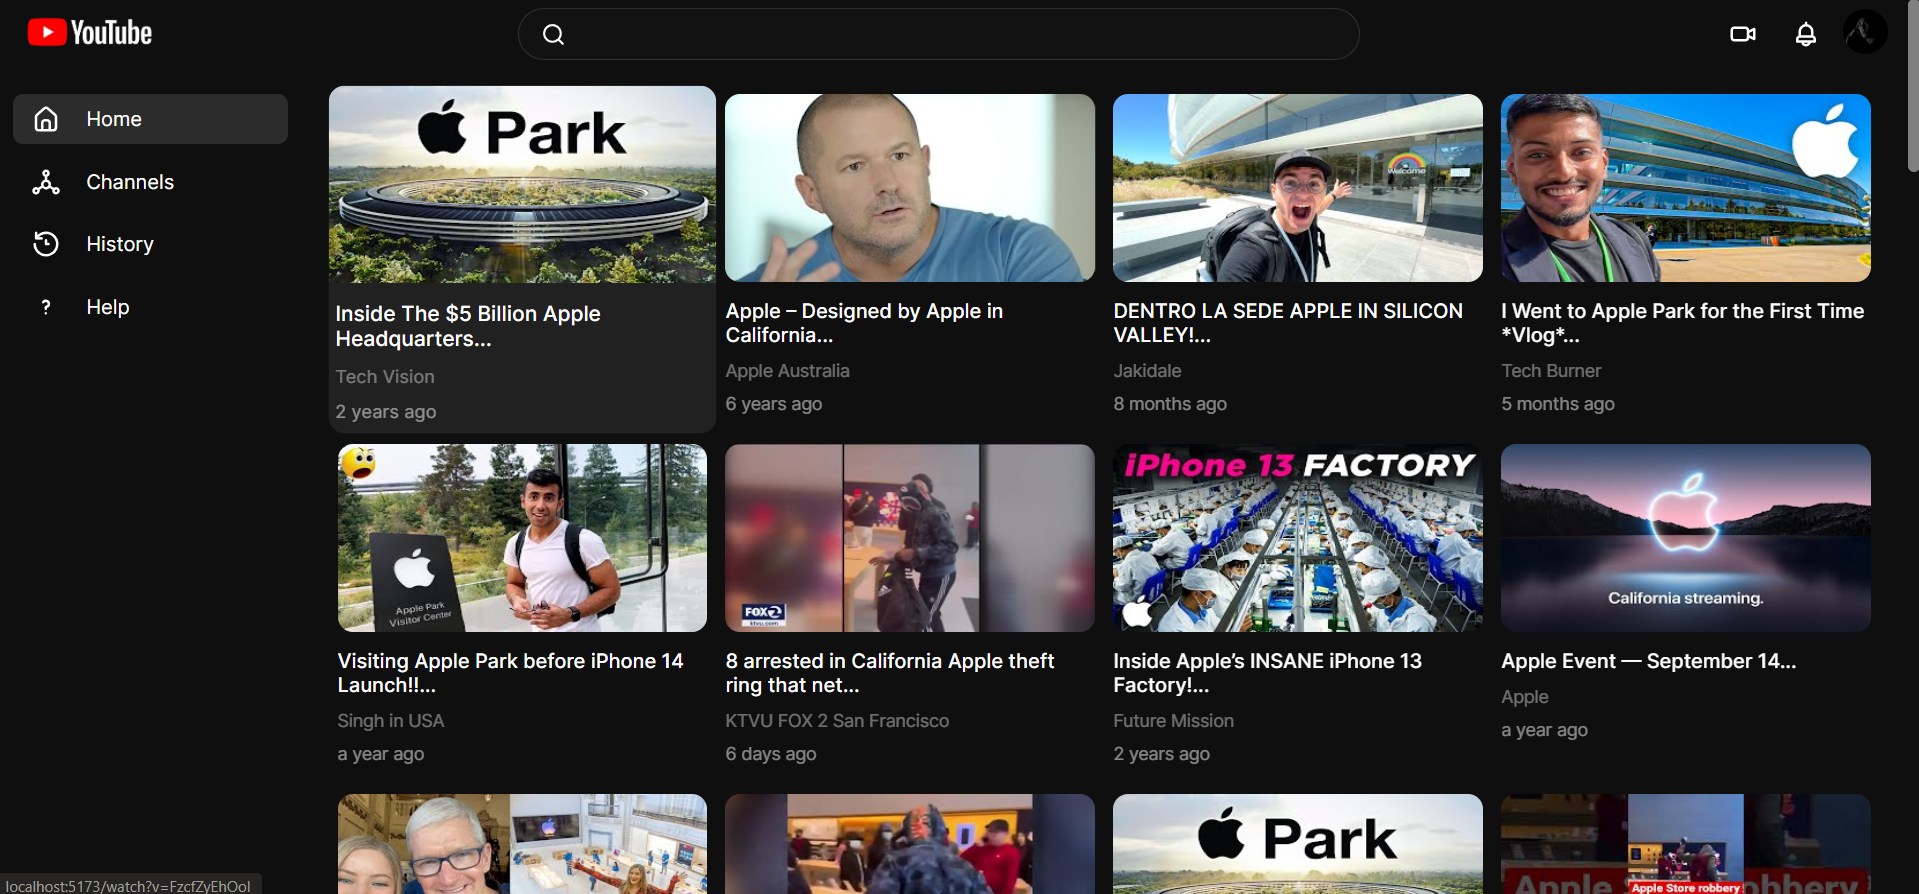 YouTube
Home
Channels
History
?
Help
Park
Inside The $5 Billion Apple
Headquarters...
Tech Vision
2 years ago
Apple – Designed by Apple in
California...
Apple Australia
6 years ago
Welcome
DENTRO LA SEDE APPLE IN SILICON
VALLEY!...
Jakidale
8 months ago
I Went to Apple Park for the First Time
*Vlog*...
Tech Burner
5 months ago
Apple Park
Visitor Center
Visiting Apple Park before iPhone 14
Launch!!...
Singh in USA
a year ago
FOX 2
ktvu.com
8 arrested in California Apple theft
ring that net...
KTVU FOX 2 San Francisco
6 days ago
iPhone 13 FACTORY
Inside Apple’s INSANE iPhone 13
Factory!...
Future Mission
2 years ago
California streaming.
Apple Event — September 14...
Apple
a year ago
Park
Apple Store robbery
localhost:5173/watch?v=FzcfZyEhOoI